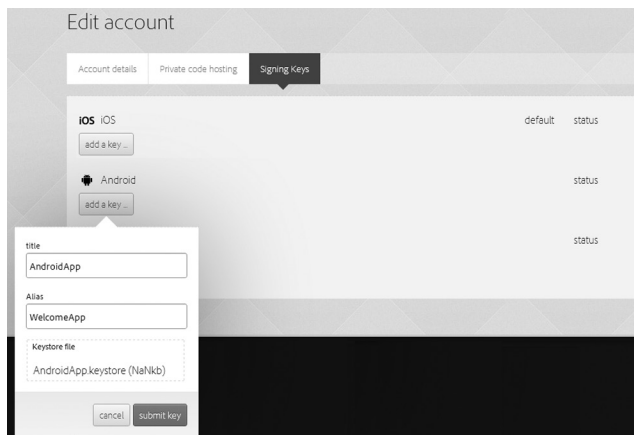 Edit account
Account details Private code hosting Signing Keys
iOS iOS default status
add a key ...
Android status
add a key ...
status
title
AndroidApp
Alias
WelcomeApp
Keystore file
AndroidApp.keystore (NaNkb)
cancel submit key